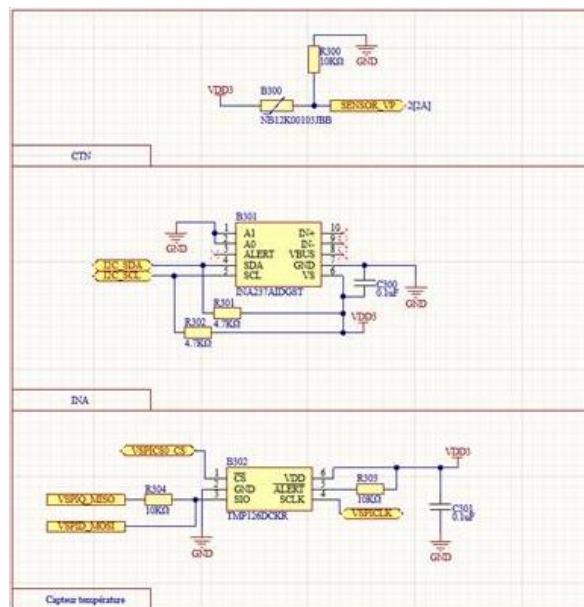 R300
10KΩ
GND
VDD3
B300
SENSOR_VP
2[2A]
NB12K00103JBB
CTN
B301
GND
1 A1 IN+ 10
2 A0 IN- 9
3 ALERT VBUS 8
4 SDA GND 7
5 SCL VS 6
I2C_SDA
I2C_SCL
INA237AIDGST
C300
0.1uF
GND
R301
4.7KΩ
R302
4.7KΩ
VDD3
INA
VSPICS0_CS
B302
VDD3
1 CS VDD 6
2 GND ALERT 5
3 SIO SCLK 4
R303
10KΩ
R304
10KΩ
VSPIQ_MISO
VSPID_MOSI
VSPICLK
TMP126DCKR
C301
0.1uF
GND
GND
Capteur température